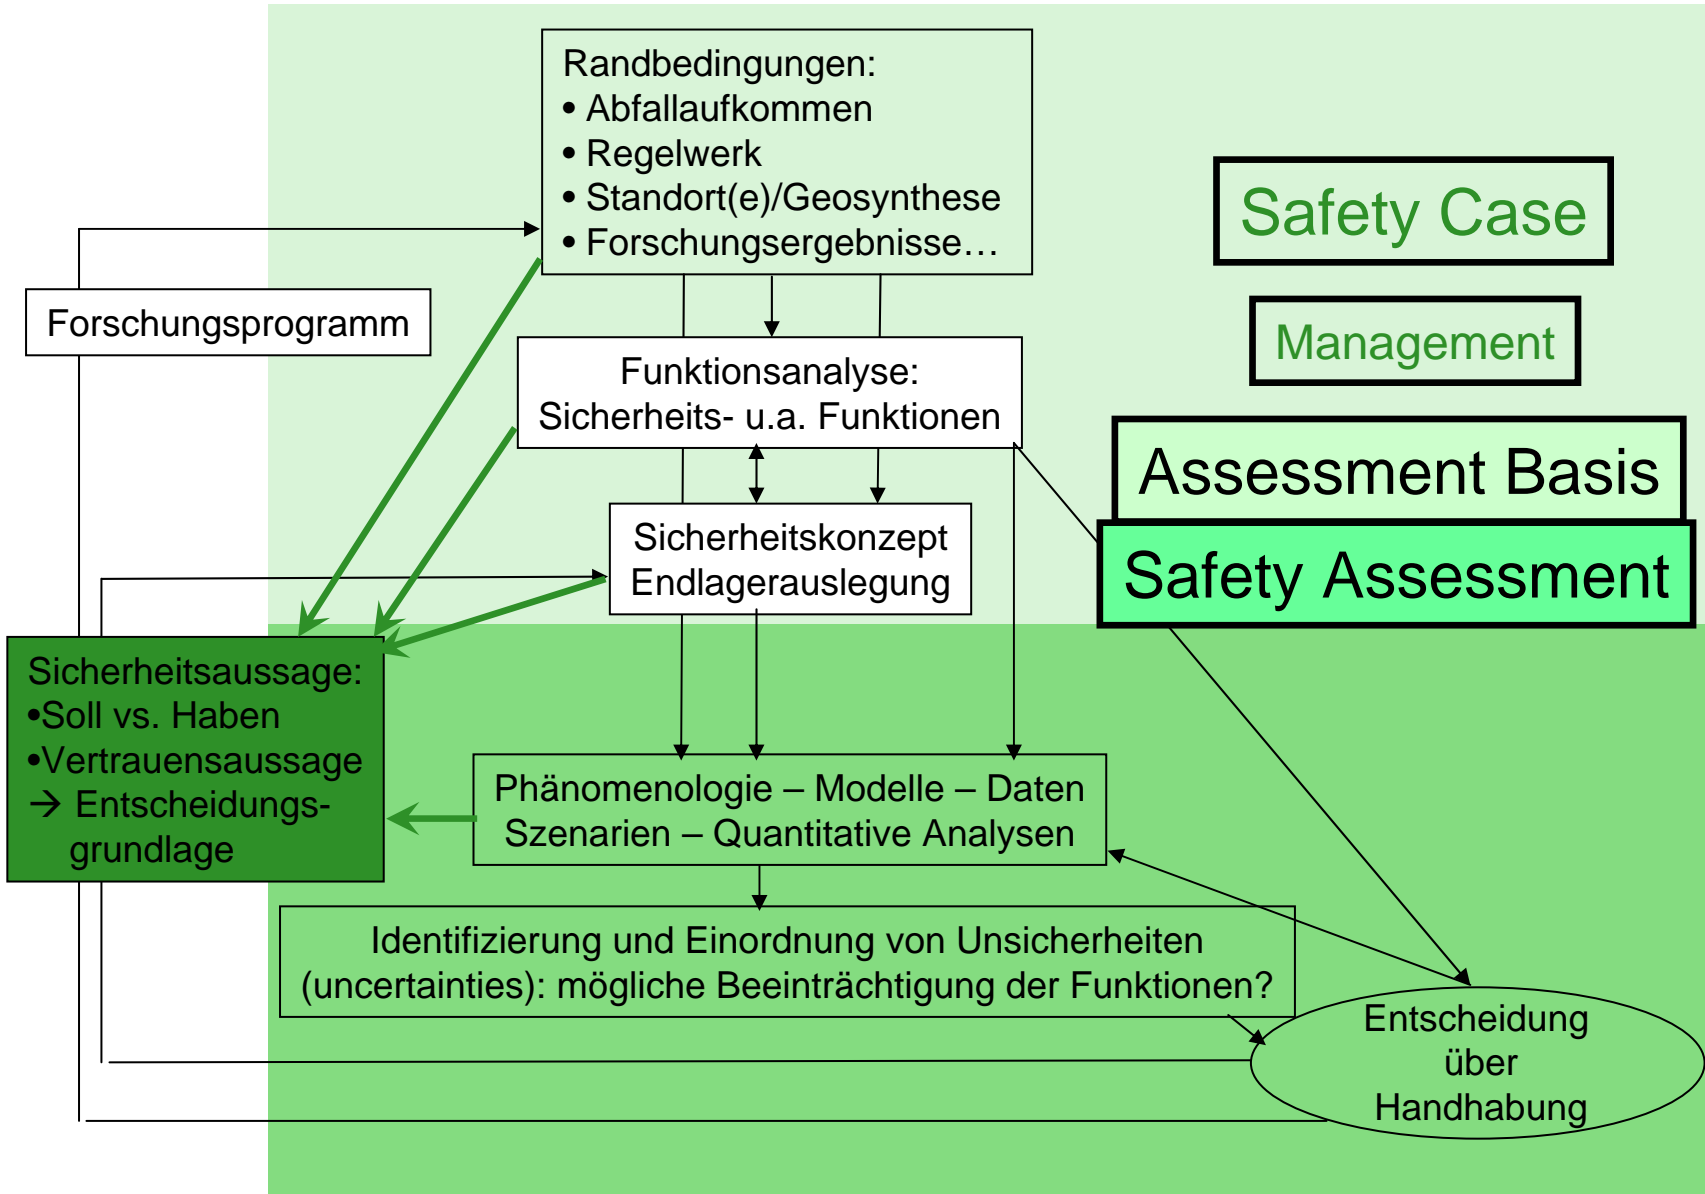 Randbedingungen:
• Abfallaufkommen
• Regelwerk
• Standort(e)/Geosynthese
• Forschungsergebnisse…
Safety Case
Forschungsprogramm
Management
Funktionsanalyse:
Sicherheits- u.a. Funktionen
Assessment Basis
Sicherheitskonzept
Endlagerauslegung
Safety Assessment
Sicherheitsaussage:
•Soll vs. Haben
•Vertrauensaussage
→ Entscheidungs-
grundlage
Phänomenologie – Modelle – Daten
Szenarien – Quantitative Analysen
Identifizierung und Einordnung von Unsicherheiten
(uncertainties): mögliche Beeinträchtigung der Funktionen?
Entscheidung
über
Handhabung